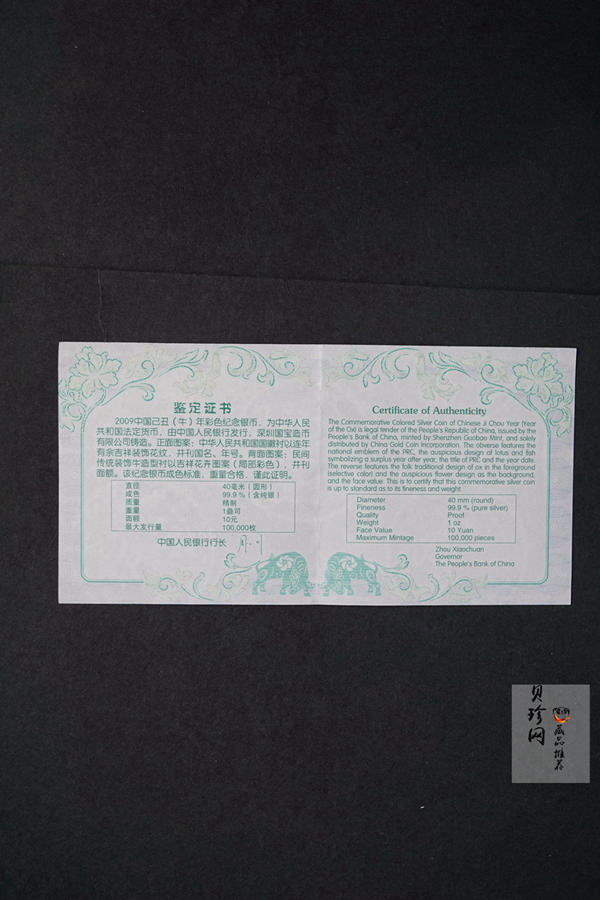 鉴定证书
2009中国己丑（牛）年彩色纪念银币，为中华人民
共和国法定货币，由中国人民银行发行，深圳国宝造币
有限公司铸造。正面图案：中华人民共和国国徽衬以连年
有余吉祥装饰花纹，并刊国名、年号。背面图案：民间
传统装饰牛造型衬以吉祥花卉图案（局部彩色），并刊
面额。该纪念银币成色标准，重量合格，谨此证明。
直径 40毫米（圆形）
成色 99.9%（含纯银）
质量 精制
重量 1盎司
面额 10元
最大发行量 100,000枚
中国人民银行行长
Certificate of Authenticity
The Commemorative Colored Silver Coin of Chinese Ji Chou Year (Year
of the Ox) is legal tender of the People's Republic of China, issued by the
People's Bank of China, minted by Shenzhen Guobao Mint, and solely
distributed by China Gold Coin Incorporation. The obverse features the
national emblem of the PRC, the auspicious design of lotus and fish
symbolizing a surplus year after year, the title of PRC and the year date.
The reverse features the folk traditional design of ox in the foreground
(selective color) and the auspicious flower design as the background,
and the face value. This is to certify that this commemorative silver coin
is up to standard as to its fineness and weight.
Diameter 40 mm (round)
Fineness 99.9 % (pure silver)
Quality Proof
Weight 1 oz
Face Value 10 Yuan
Maximum Mintage 100,000 pieces
Zhou Xiaochuan
Governor
The People's Bank of China
贝珍网
藏品推荐